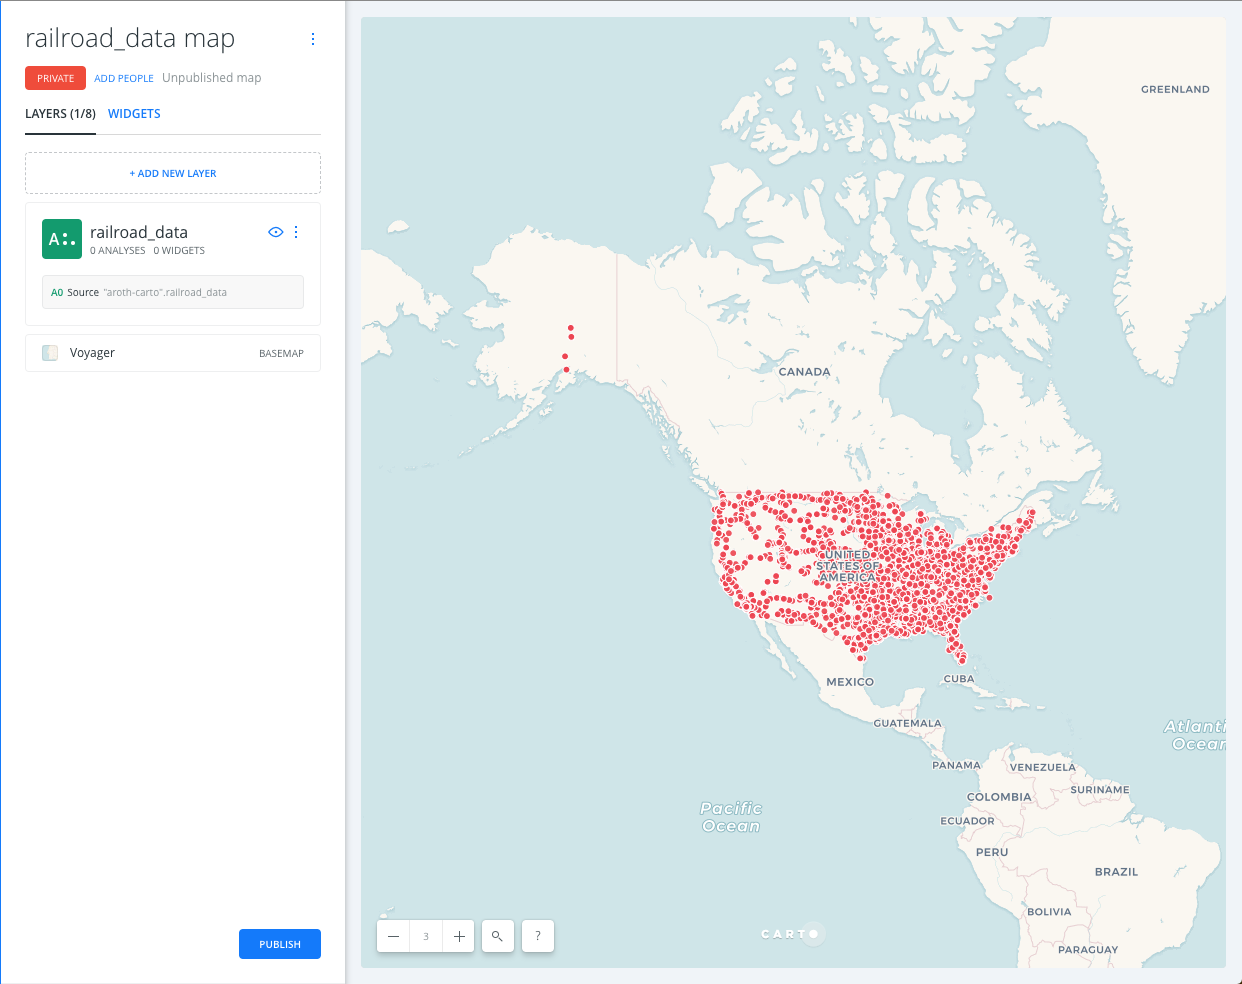 railroad_data map
PRIVATE ADD PEOPLE Unpublished map
LAYERS (1/8) WIDGETS
+ ADD NEW LAYER
A railroad_data
0 ANALYSES 0 WIDGETS
A0 Source "aroth-carto".railroad_data
Voyager BASEMAP
PUBLISH
GREENLAND
CANADA
UNITED
STATES OF
AMERICA
MEXICO
CUBA
GUATEMALA
Atlanti
Ocean
PANAMA
VENEZUELA
SURINAME
COLOMBIA
Pacific
Ocean
ECUADOR
PERU
BRAZIL
BOLIVIA
PARAGUAY
− 3 + ?
CARTO